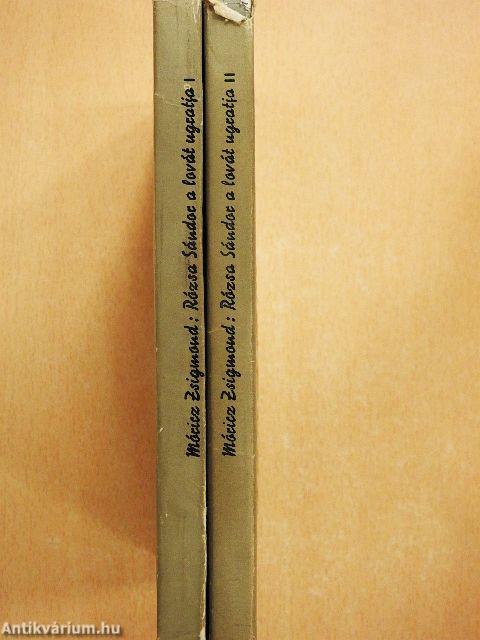 Móricz Zsigmond: Rózsa Sándor a lovát ugratja I
Móricz Zsigmond: Rózsa Sándor a lovát ugratja II
Antikvárium.hu